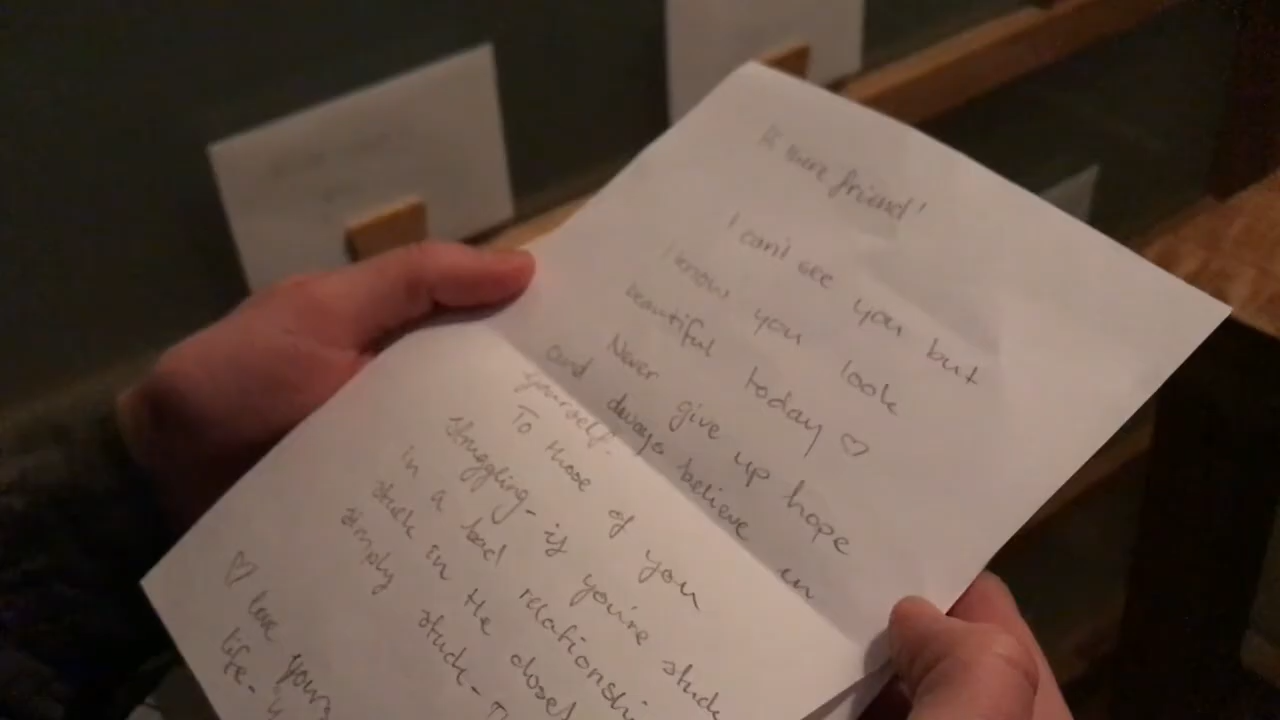 Hi there friend!
I can't see you but
I know you look
beautiful today ♡
Never give up hope
and always believe in
yourself.
To those of you
struggling - if you're stuck
in a bad relationship
stuck in the closet
simply stuck -
♡ love your
life.